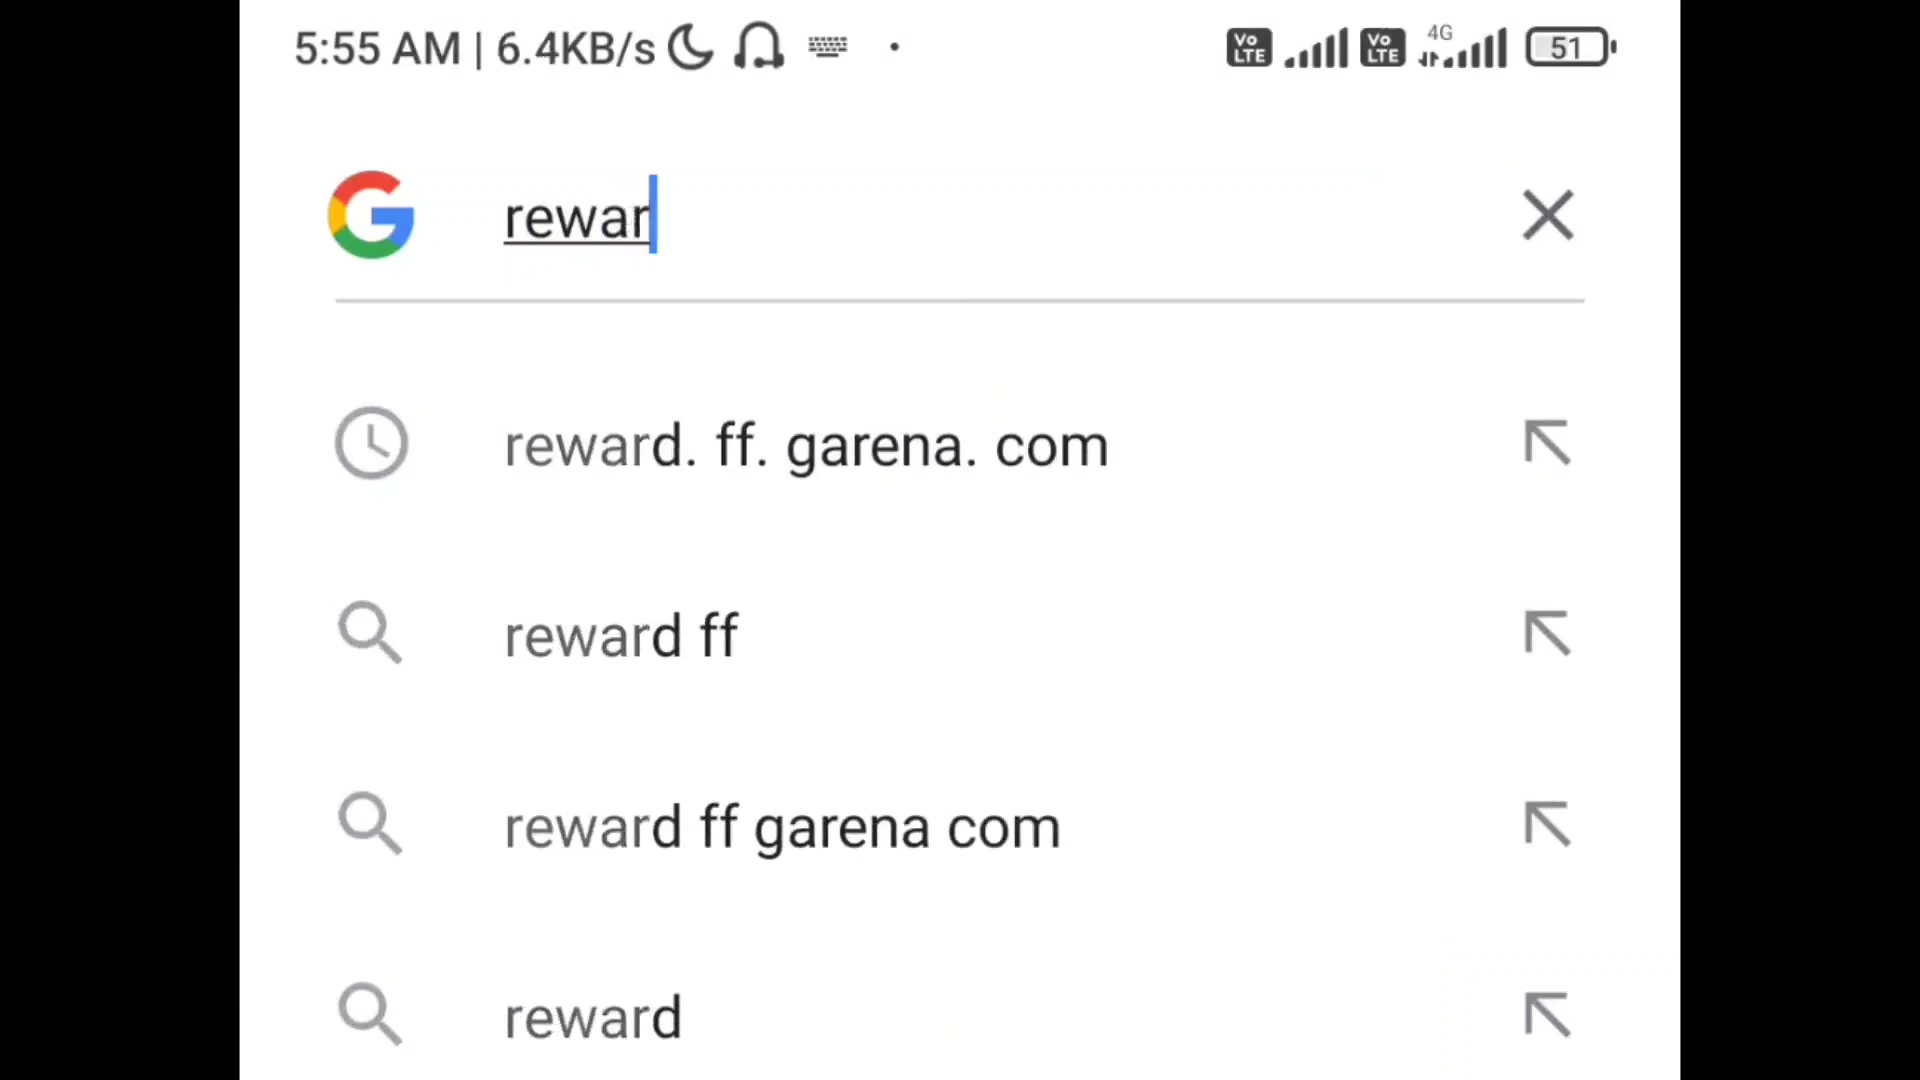 5:55 AM | 6.4KB/s Vo LTE Vo LTE 4G 51
rewar
reward. ff. garena. com
reward ff
reward ff garena com
reward